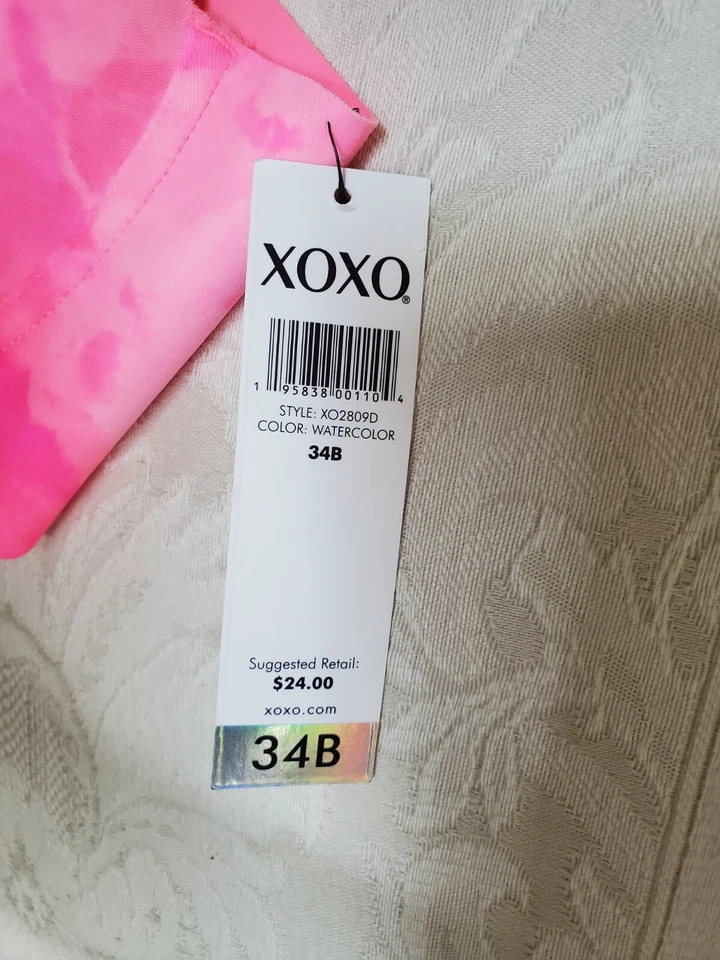 XOXO®
1 95838 00110 4
STYLE: XO2809D
COLOR: WATERCOLOR
34B
Suggested Retail:
$24.00
xoxo.com
34B